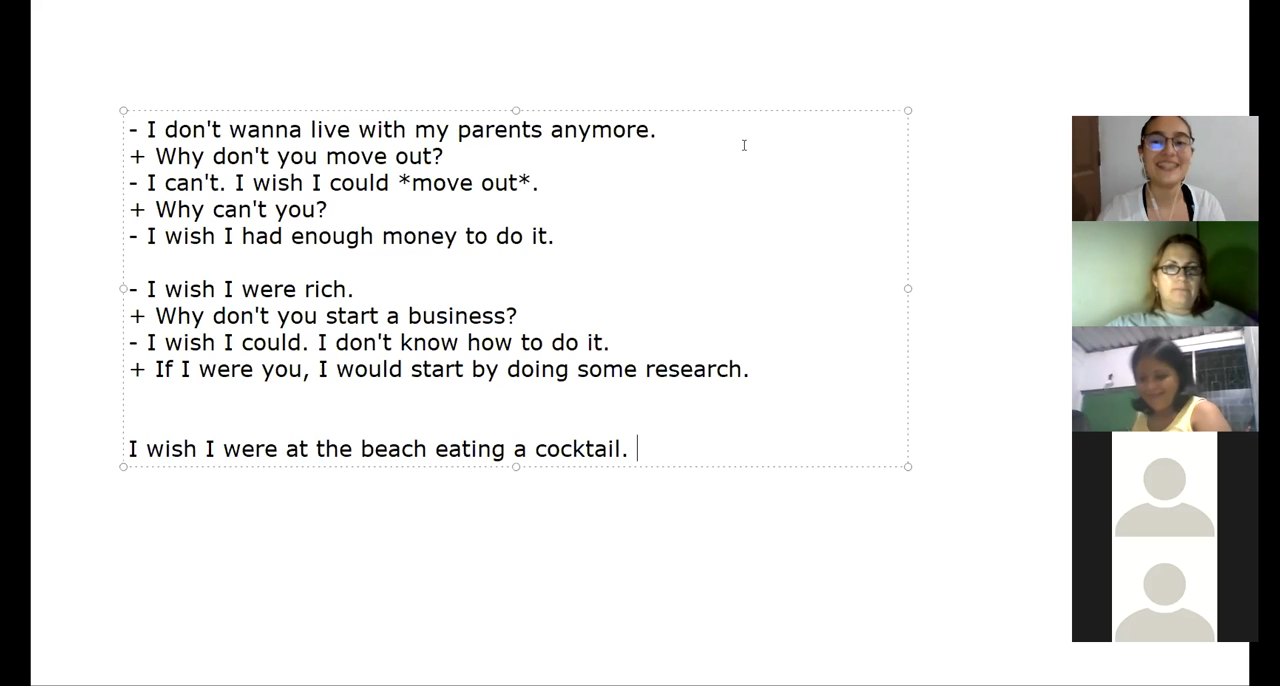 - I don't wanna live with my parents anymore.
+ Why don't you move out?
- I can't. I wish I could *move out*.
+ Why can't you?
- I wish I had enough money to do it.
- I wish I were rich.
+ Why don't you start a business?
- I wish I could. I don't know how to do it.
+ If I were you, I would start by doing some research.
I wish I were at the beach eating a cocktail.